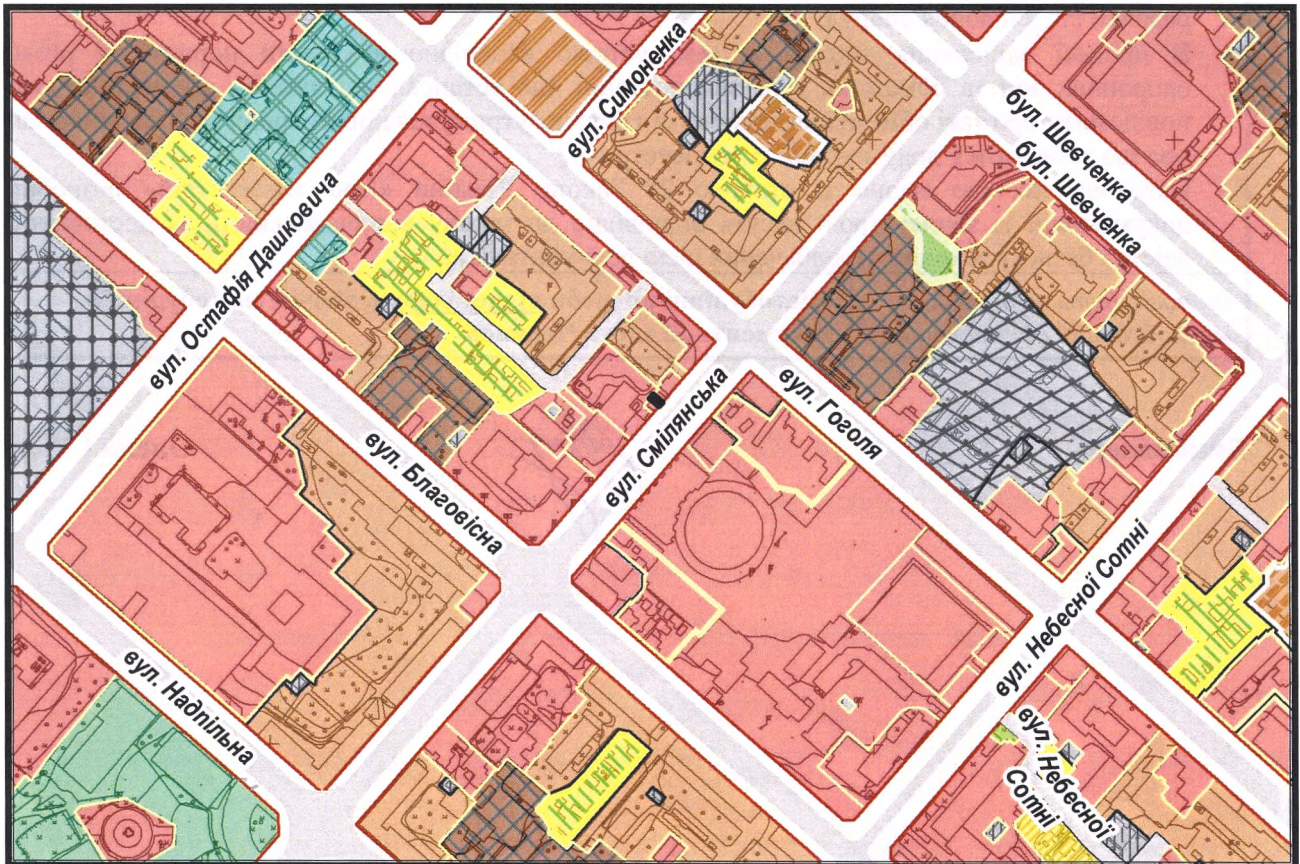 вул. Симоненка
бул. Шевченка
бул. Шевченка
вул. Остафія Дашковича
вул. Гоголя
вул. Смілянська
вул. Благовісна
вул. Небесної Сотні
вул. Надпільна
вул. Небесної
Сотні